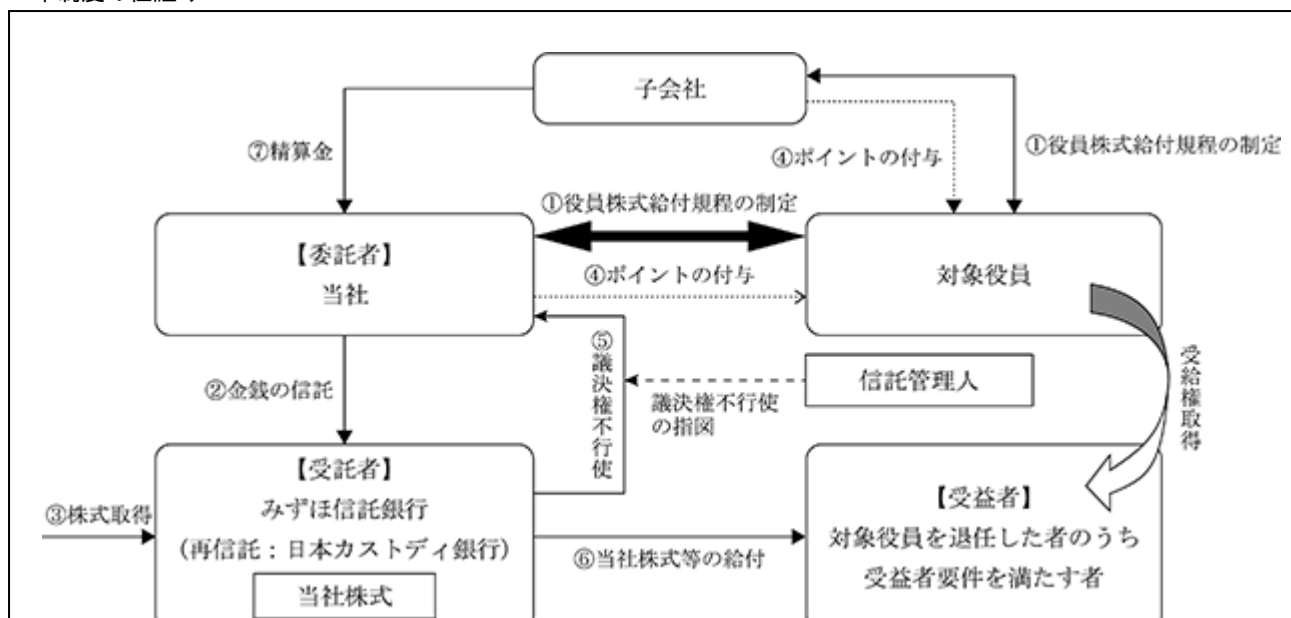 子会社
⑦精算金
④ポイントの付与
①役員株式給付規程の制定
①役員株式給付規程の制定
【委託者】
当社
④ポイントの付与
対象役員
②金銭の信託
⑤議決権不行使
議決権不行使
の指図
信託管理人
受給権取得
③株式取得
【受託者】
みずほ信託銀行
(再信託:日本カストディ銀行)
当社株式
⑥当社株式等の給付
【受益者】
対象役員を退任した者のうち
受益者要件を満たす者